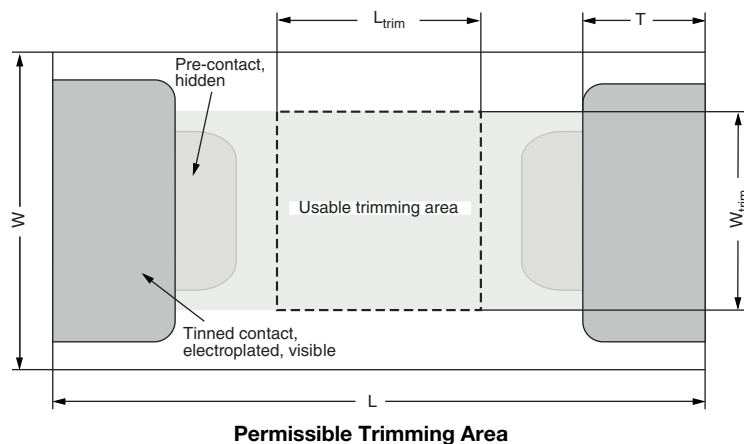 L_trim
T
Pre-contact,
hidden
Usable trimming area
W
W_trim
Tinned contact,
electroplated, visible
L
Permissible Trimming Area